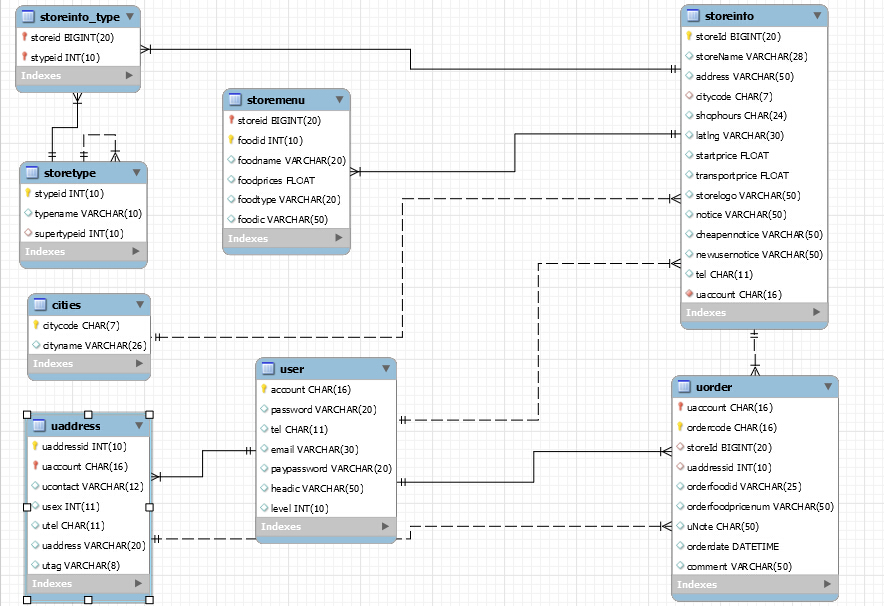 storeinfo_type
storeid BIGINT(20)
stypeid INT(10)
Indexes
storetype
stypeid INT(10)
typename VARCHAR(10)
supertypeid INT(10)
Indexes
storemenu
storeid BIGINT(20)
foodid INT(10)
foodname VARCHAR(20)
foodprices FLOAT
foodtype VARCHAR(20)
foodic VARCHAR(50)
Indexes
storeinfo
storeId BIGINT(20)
storeName VARCHAR(28)
address VARCHAR(50)
citycode CHAR(7)
shophours CHAR(24)
latlng VARCHAR(30)
startprice FLOAT
transportprice FLOAT
storelogo VARCHAR(50)
notice VARCHAR(50)
cheapennotice VARCHAR(50)
newusernotice VARCHAR(50)
tel CHAR(11)
uaccount CHAR(16)
Indexes
cities
citycode CHAR(7)
cityname VARCHAR(26)
Indexes
user
account CHAR(16)
password VARCHAR(20)
tel CHAR(11)
email VARCHAR(30)
paypassword VARCHAR(20)
headic VARCHAR(50)
level INT(10)
Indexes
uaddress
uaddressid INT(10)
uaccount CHAR(16)
ucontact VARCHAR(12)
usex INT(11)
utel CHAR(11)
uaddress VARCHAR(20)
utag VARCHAR(8)
Indexes
uorder
uaccount CHAR(16)
ordercode CHAR(16)
storeId BIGINT(20)
uaddressid INT(10)
orderfoodid VARCHAR(25)
orderfoodpricenum VARCHAR(50)
uNote CHAR(50)
orderdate DATETIME
comment VARCHAR(50)
Indexes